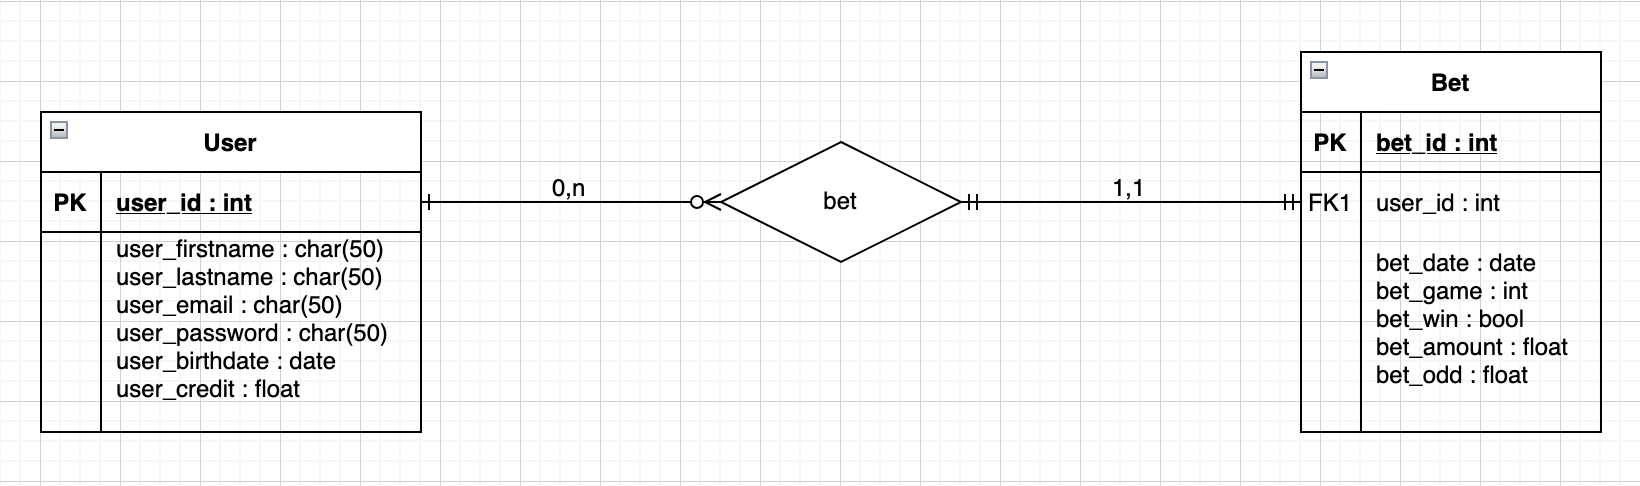 User
PK user_id : int
user_firstname : char(50)
user_lastname : char(50)
user_email : char(50)
user_password : char(50)
user_birthdate : date
user_credit : float
0,n
bet
1,1
Bet
PK bet_id : int
FK1 user_id : int
bet_date : date
bet_game : int
bet_win : bool
bet_amount : float
bet_odd : float